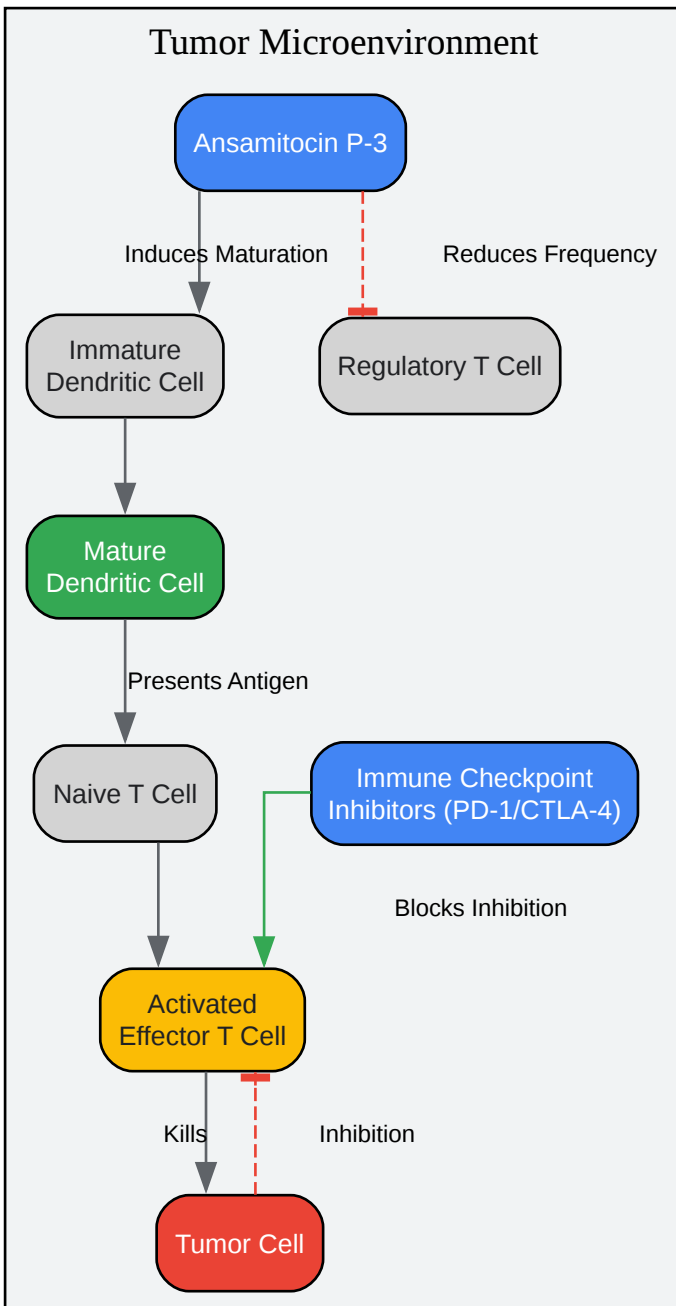 Tumor Microenvironment
Ansamitocin P-3
Induces Maturation
Reduces Frequency
Immature
Dendritic Cell
Regulatory T Cell
Mature
Dendritic Cell
Presents Antigen
Naive T Cell
Immune Checkpoint
Inhibitors (PD-1/CTLA-4)
Blocks Inhibition
Activated
Effector T Cell
Kills
Inhibition
Tumor Cell